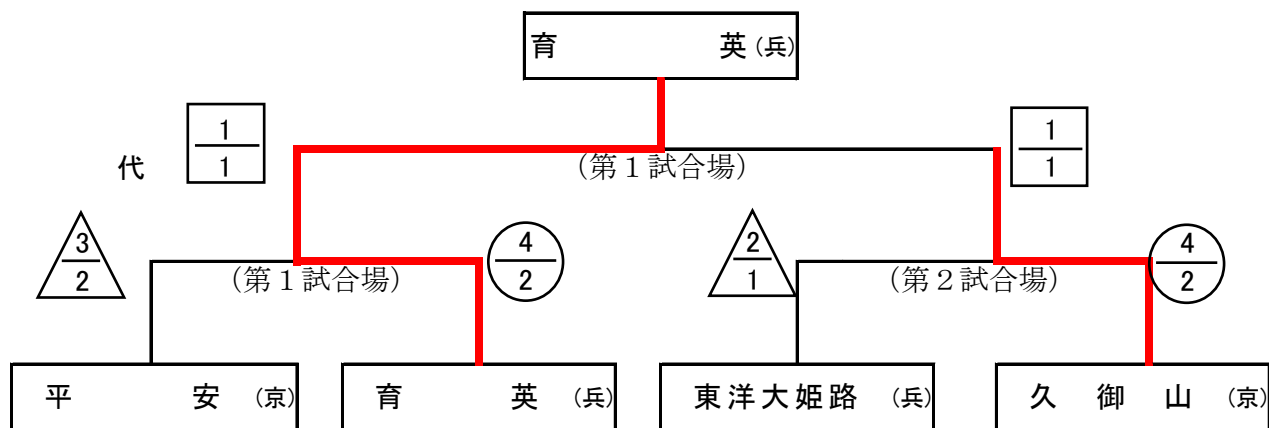 育 英 (兵)
代
1
1
1
1
(第1試合場)
3
2
4
2
2
1
4
2
(第1試合場)
(第2試合場)
平 安 (京)
育 英 (兵)
東洋大姫路 (兵)
久 御 山 (京)